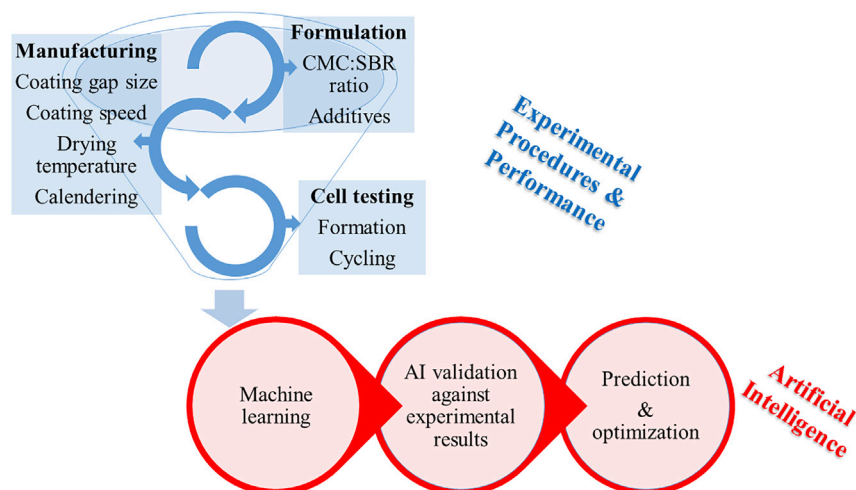 Formulation
CMC:SBR
ratio
Additives
Manufacturing
Coating gap size
Coating speed
Drying
temperature
Calendering
Cell testing
Formation
Cycling
Experimental
Procedures &
Performance
Machine
learning
AI validation
against
experimental
results
Prediction
&
optimization
Artificial
Intelligence